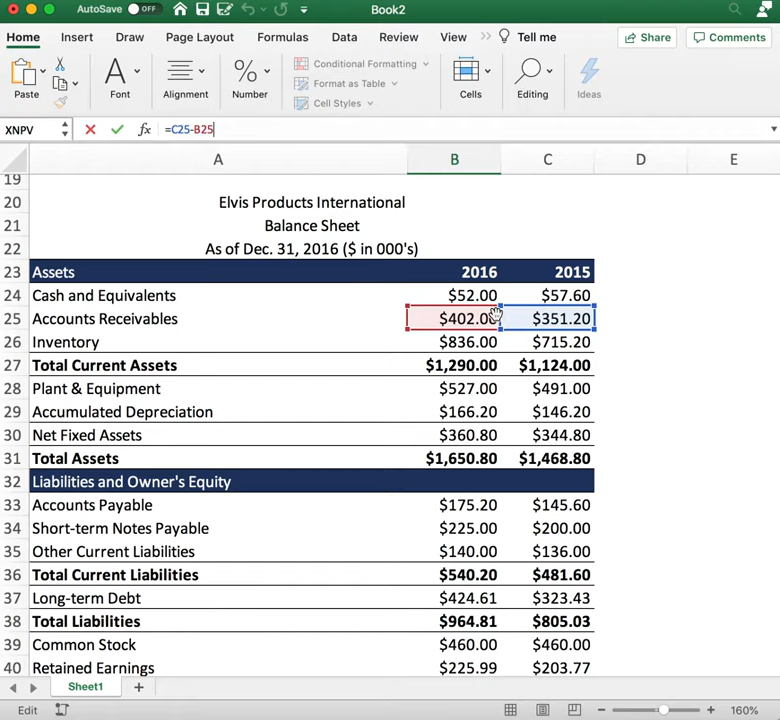 AutoSave OFF Book2
Home Insert Draw Page Layout Formulas Data Review View Tell me Share Comments
Paste Font Alignment Number Conditional Formatting Format as Table Cell Styles Cells Editing Ideas
XNPV fx =C25-B25
A B C D E
19
20 Elvis Products International
21 Balance Sheet
22 As of Dec. 31, 2016 ($ in 000's)
23 Assets 2016 2015
24 Cash and Equivalents $52.00 $57.60
25 Accounts Receivables $402.00 $351.20
26 Inventory $836.00 $715.20
27 Total Current Assets $1,290.00 $1,124.00
28 Plant & Equipment $527.00 $491.00
29 Accumulated Depreciation $166.20 $146.20
30 Net Fixed Assets $360.80 $344.80
31 Total Assets $1,650.80 $1,468.80
32 Liabilities and Owner's Equity
33 Accounts Payable $175.20 $145.60
34 Short-term Notes Payable $225.00 $200.00
35 Other Current Liabilities $140.00 $136.00
36 Total Current Liabilities $540.20 $481.60
37 Long-term Debt $424.61 $323.43
38 Total Liabilities $964.81 $805.03
39 Common Stock $460.00 $460.00
40 Retained Earnings $225.99 $203.77
Sheet1
Edit 160%